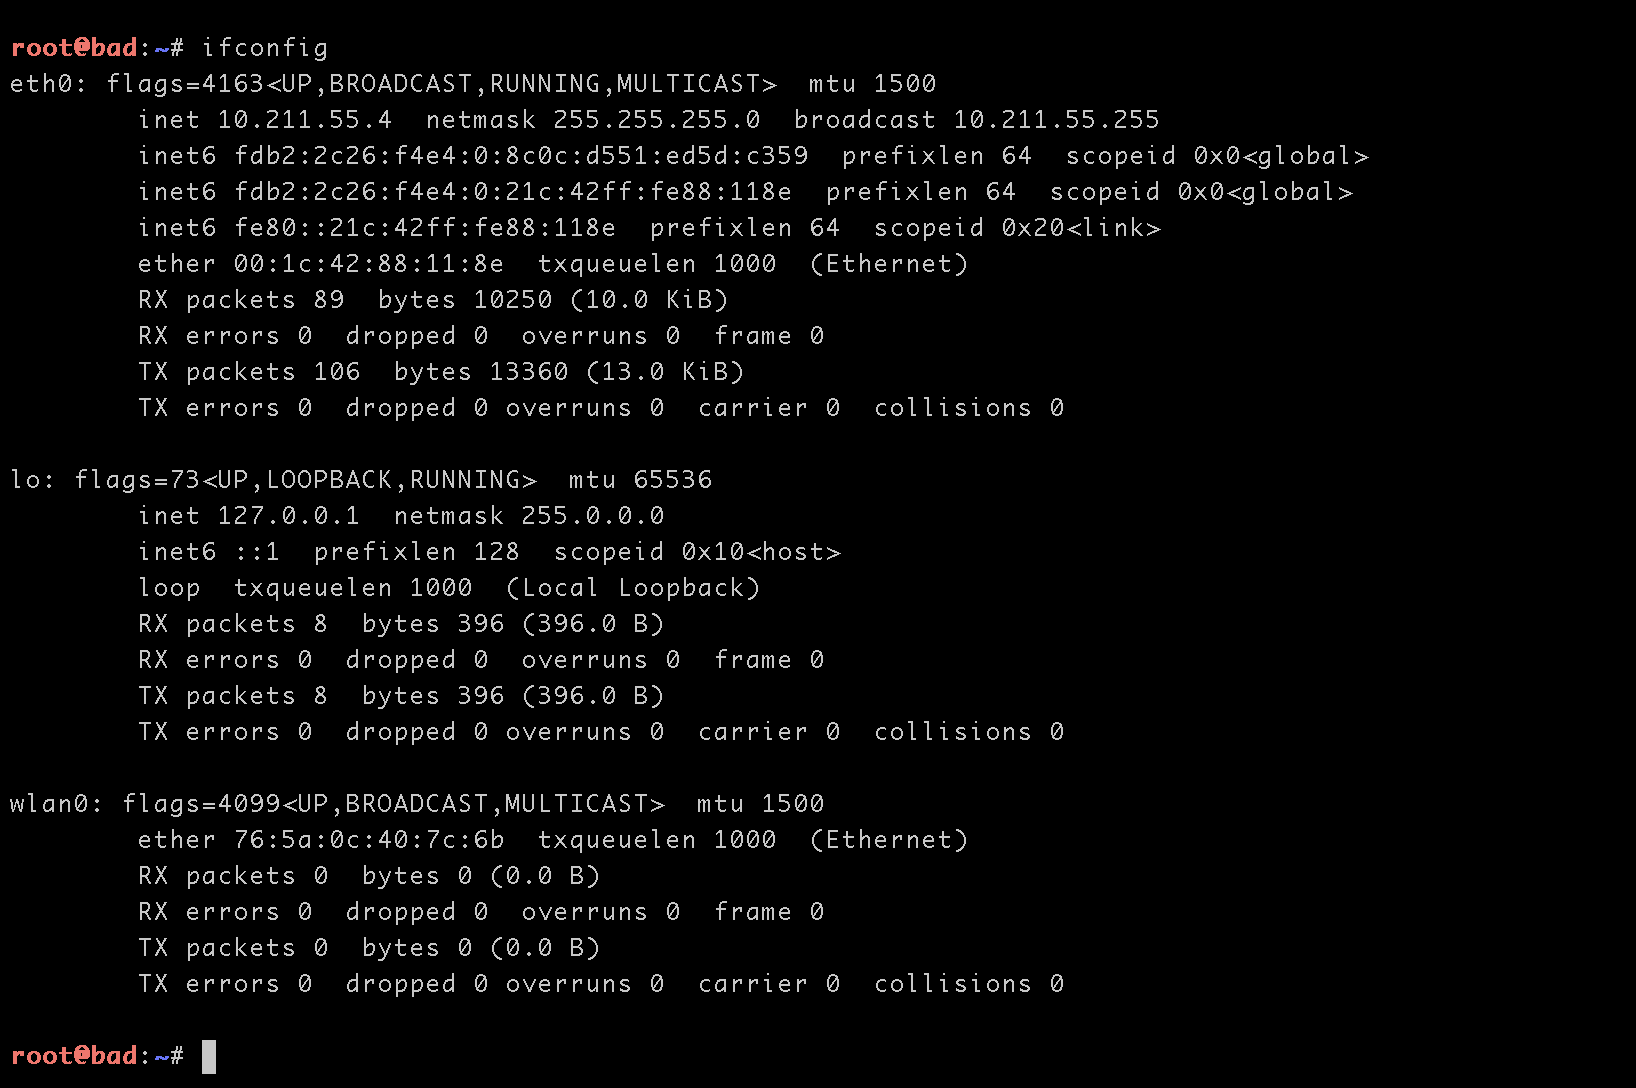 root@bad:~# ifconfig
eth0: flags=4163<UP,BROADCAST,RUNNING,MULTICAST>  mtu 1500
        inet 10.211.55.4  netmask 255.255.255.0  broadcast 10.211.55.255
        inet6 fdb2:2c26:f4e4:0:8c0c:d551:ed5d:c359  prefixlen 64  scopeid 0x0<global>
        inet6 fdb2:2c26:f4e4:0:21c:42ff:fe88:118e  prefixlen 64  scopeid 0x0<global>
        inet6 fe80::21c:42ff:fe88:118e  prefixlen 64  scopeid 0x20<link>
        ether 00:1c:42:88:11:8e  txqueuelen 1000  (Ethernet)
        RX packets 89  bytes 10250 (10.0 KiB)
        RX errors 0  dropped 0  overruns 0  frame 0
        TX packets 106  bytes 13360 (13.0 KiB)
        TX errors 0  dropped 0 overruns 0  carrier 0  collisions 0

lo: flags=73<UP,LOOPBACK,RUNNING>  mtu 65536
        inet 127.0.0.1  netmask 255.0.0.0
        inet6 ::1  prefixlen 128  scopeid 0x10<host>
        loop  txqueuelen 1000  (Local Loopback)
        RX packets 8  bytes 396 (396.0 B)
        RX errors 0  dropped 0  overruns 0  frame 0
        TX packets 8  bytes 396 (396.0 B)
        TX errors 0  dropped 0 overruns 0  carrier 0  collisions 0

wlan0: flags=4099<UP,BROADCAST,MULTICAST>  mtu 1500
        ether 76:5a:0c:40:7c:6b  txqueuelen 1000  (Ethernet)
        RX packets 0  bytes 0 (0.0 B)
        RX errors 0  dropped 0  overruns 0  frame 0
        TX packets 0  bytes 0 (0.0 B)
        TX errors 0  dropped 0 overruns 0  carrier 0  collisions 0

root@bad:~#